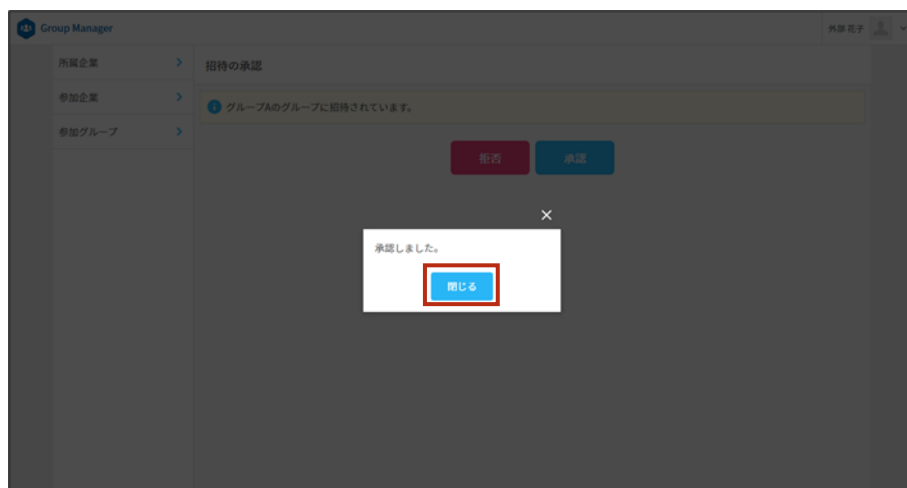 Group Manager
外部 花子
所属企業
参加企業
参加グループ
招待の承認
グループAのグループに招待されています。
拒否
承認
承認しました。
閉じる